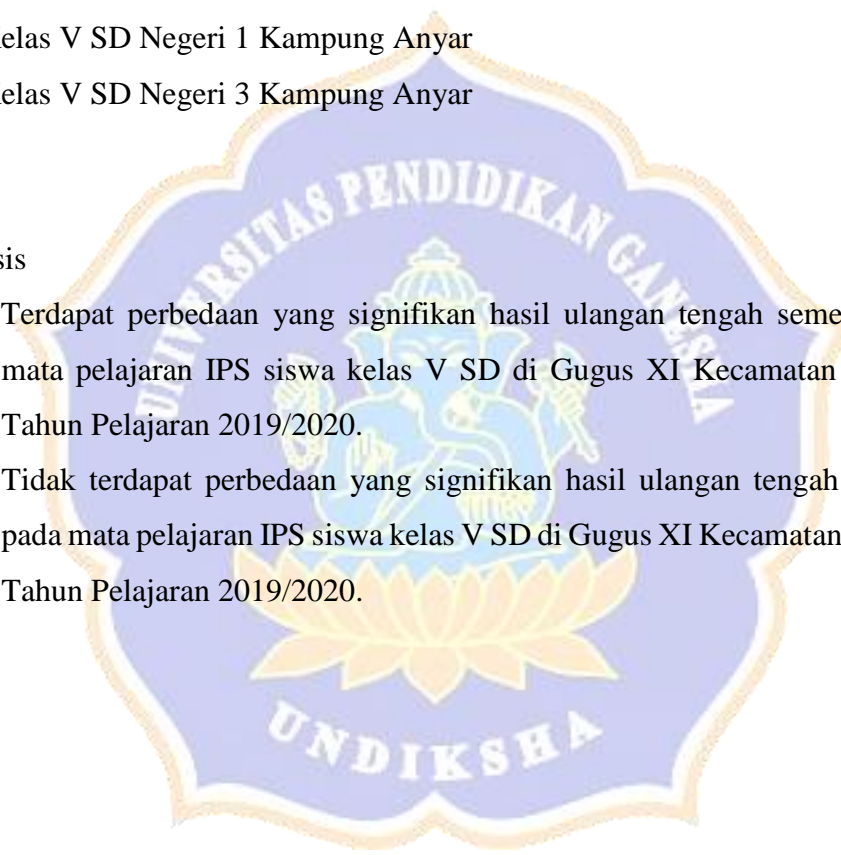 elas V SD Negeri 1 Kampung Anyar
elas V SD Negeri 3 Kampung Anyar
UNIVERSITAS PENDIDIKAN GANESHA
sis
Terdapat perbedaan yang signifikan hasil ulangan tengah seme
mata pelajaran IPS siswa kelas V SD di Gugus XI Kecamatan
Tahun Pelajaran 2019/2020.
Tidak terdapat perbedaan yang signifikan hasil ulangan tengah
pada mata pelajaran IPS siswa kelas V SD di Gugus XI Kecamatan
Tahun Pelajaran 2019/2020.
UNDIKSHA